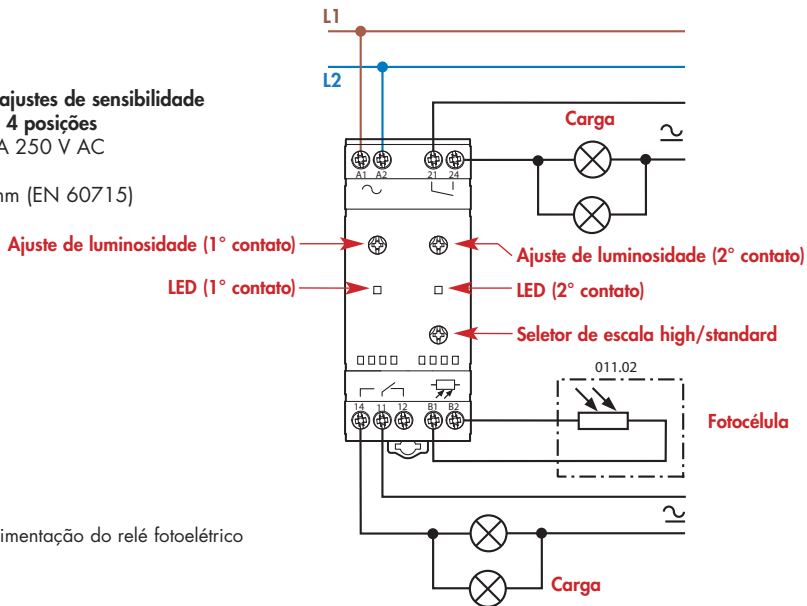 L1
L2
ajustes de sensibilidade
4 posições
A 250 V AC
(EN 60715)
Carga
A1 A2 21 24
Ajuste de luminosidade (1° contato)
Ajuste de luminosidade (2° contato)
LED (1° contato)
LED (2° contato)
Seletor de escala high/standard
011.02
14 11 12 B1 B2
Fotocélula
do relé fotoelétrico
Carga